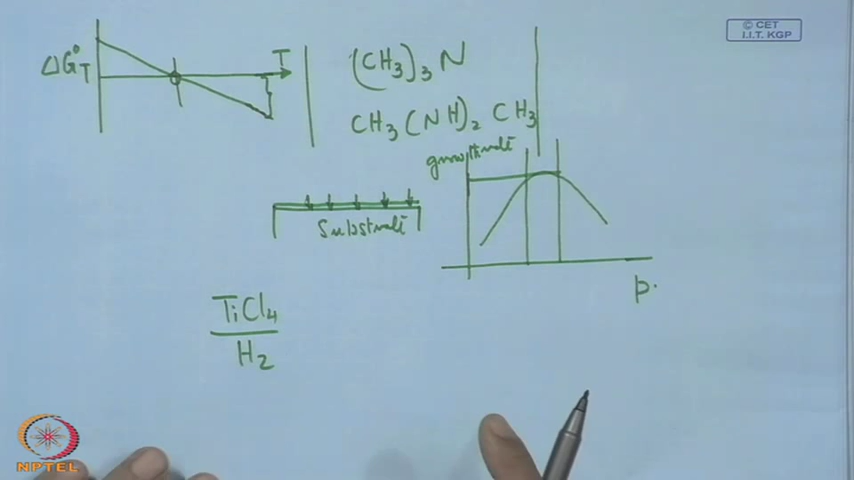 © CET
I.I.T. KGP
ΔG°T
T
(CH3)3 N
CH3(NH)2 CH3
growth rate
Substrate
p.
TiCl4
H2
NPTEL